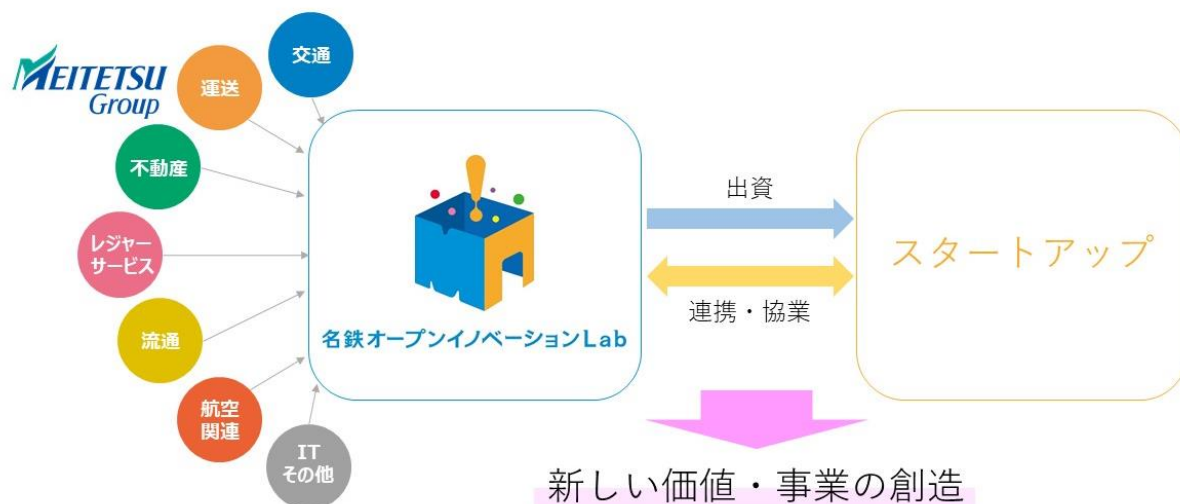 MEITETSU
Group
交通
運送
不動産
レジャー
サービス
流通
航空
関連
IT
その他
名鉄オープンイノベーションLab
出資
連携・協業
スタートアップ
新しい価値・事業の創造